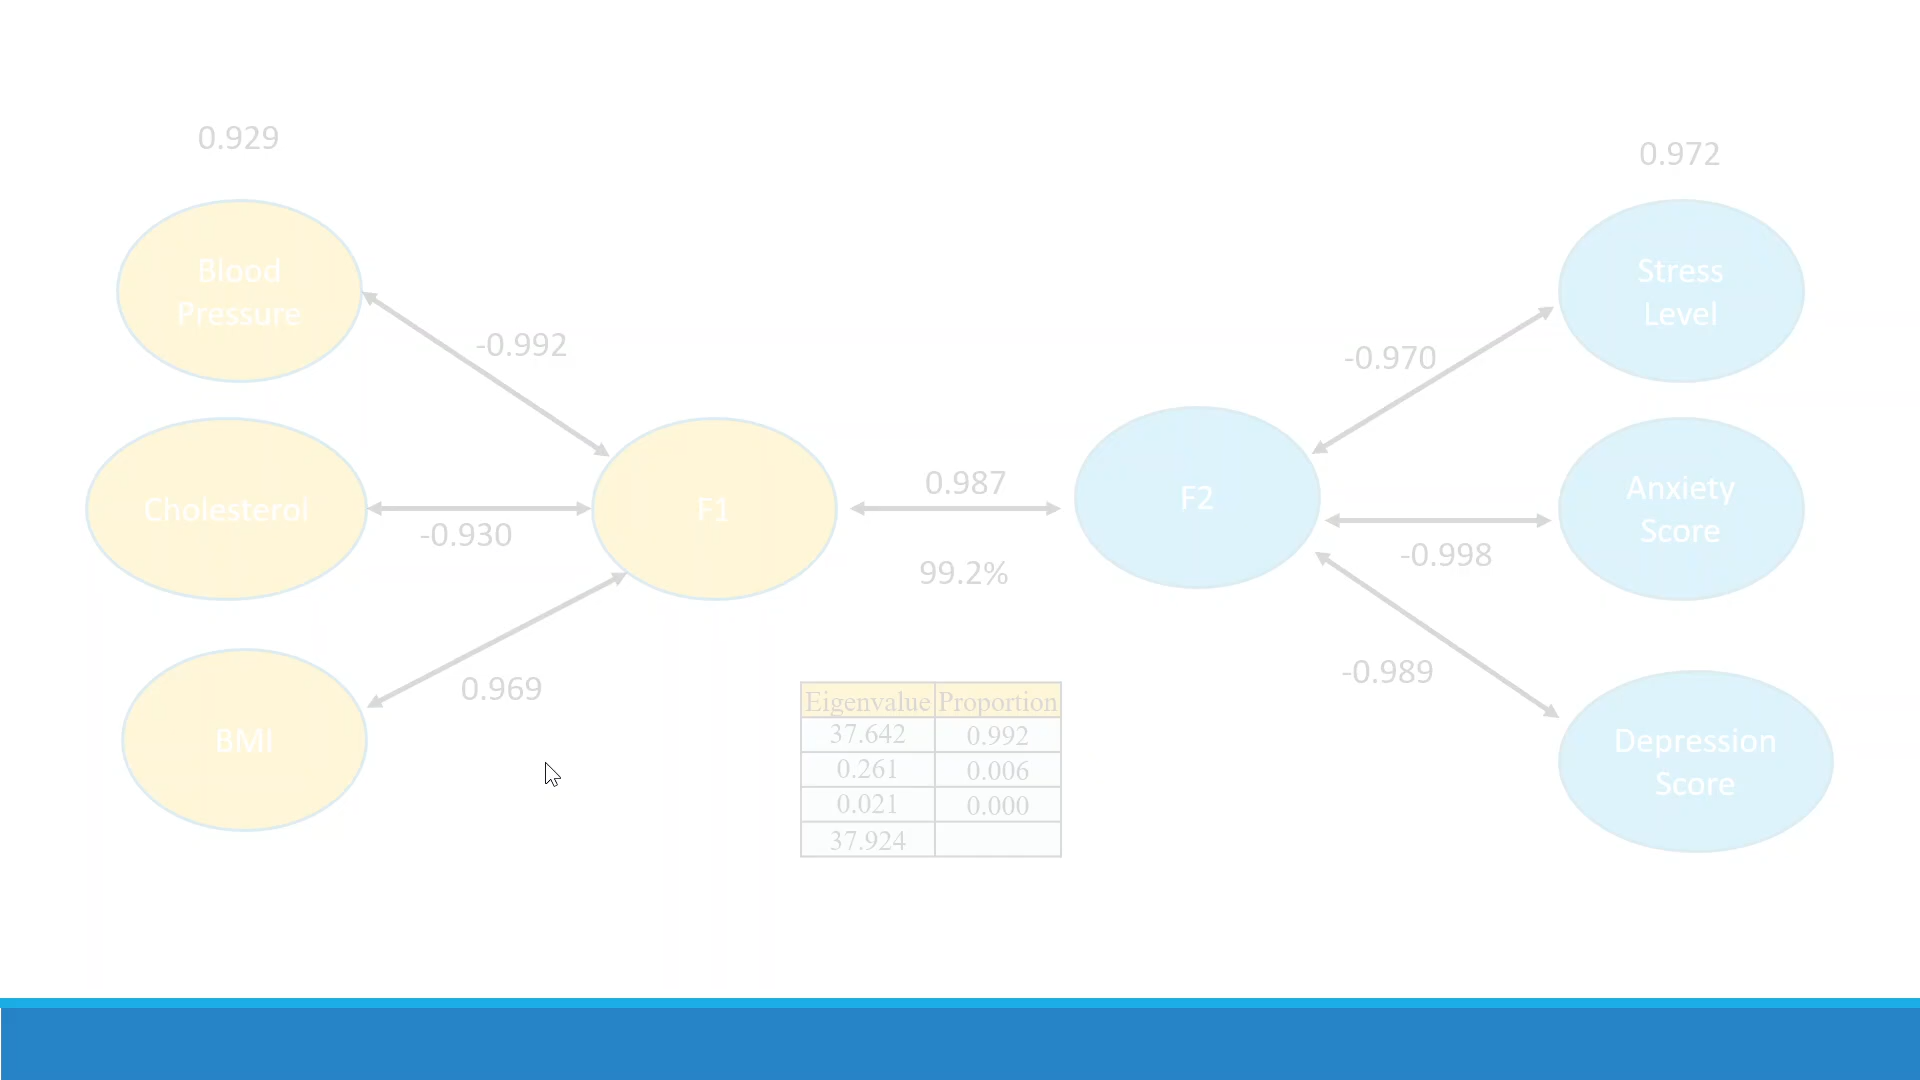 0.929
0.972
Blood
Pressure
Stress
Level
-0.992
-0.970
Cholesterol
F1
0.987
F2
Anxiety
Score
-0.930
-0.998
99.2%
0.969
-0.989
BMI
Eigenvalue Proportion
37.642 0.992
0.261 0.006
0.021 0.000
37.924
Depression
Score